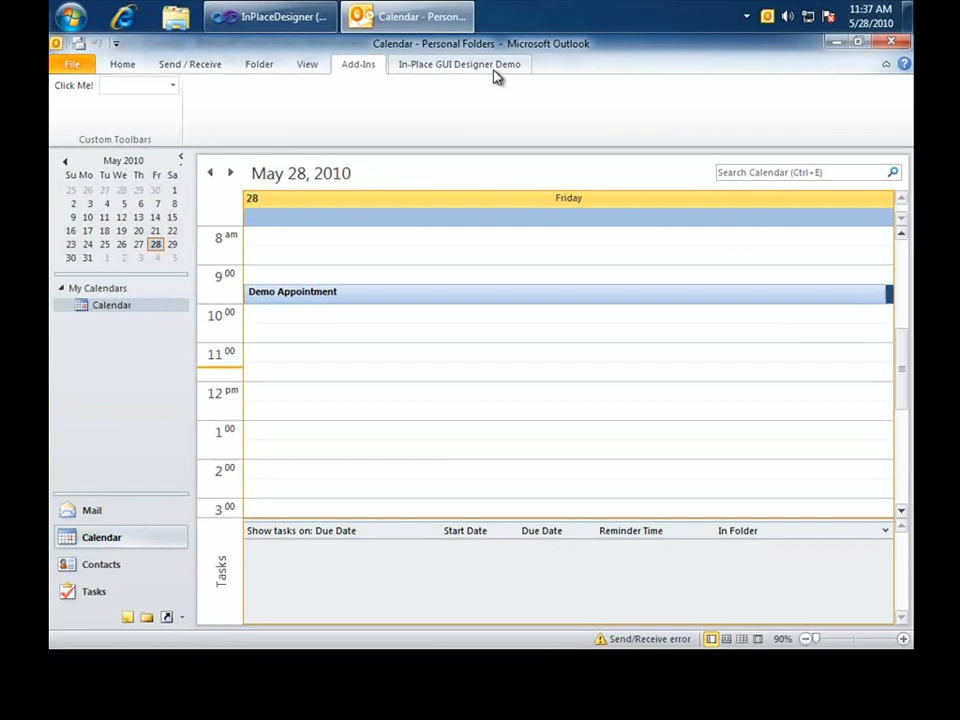 InPlaceDesigner (...
Calendar - Person...
11:37 AM
5/28/2010
Calendar - Personal Folders - Microsoft Outlook
File Home Send / Receive Folder View Add-Ins In-Place GUI Designer Demo
Click Me!
Custom Toolbars
May 2010
Su Mo Tu We Th Fr Sa
25 26 27 28 29 30 1
2 3 4 5 6 7 8
9 10 11 12 13 14 15
16 17 18 19 20 21 22
23 24 25 26 27 28 29
30 31 1 2 3 4 5
My Calendars
Calendar
Mail
Calendar
Contacts
Tasks
May 28, 2010
Search Calendar (Ctrl+E)
28 Friday
8 am
9 00
Demo Appointment
10 00
11 00
12 pm
1 00
2 00
3 00
Tasks
Show tasks on: Due Date Start Date Due Date Reminder Time In Folder
Send/Receive error 90%